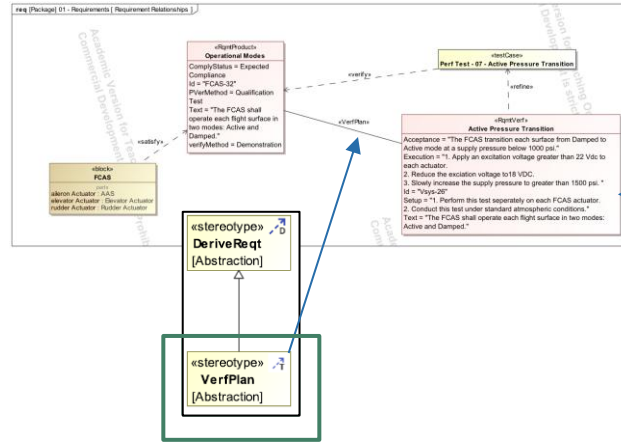 req [Package] 01 - Requirements [ Requirement Relationships ]
«RqmtProduct»
Operational Modes
ComplyStatus = Expected
Compliance
Id = "FCAS-32"
PVerMethod = Qualification
Test
Text = "The FCAS shall
operate each flight surface in
two modes: Active and
Damped."
verifyMethod = Demonstration
«testCase»
Perf Test - 07 - Active Pressure Transition
«verify»
«refine»
«VerfPlan»
«satisfy»
«RqmtVerf»
Active Pressure Transition
Acceptance = "The FCAS transition each surface from Damped to
Active mode at a supply pressure below 1000 psi."
Execution = "1. Apply an excitation voltage greater than 22 Vdc to
each actuator.
2. Reduce the exciation voltage to18 VDC.
3. Slowly increase the supply pressure to greater than 1500 psi. "
Id = "Vsys-26"
Setup = "1. Perform this test seperately on each FCAS actuator.
2. Conduct this test under standard atmospheric conditions."
Text = "The FCAS shall operate each flight surface in two modes:
Active and Damped."
«block»
FCAS
parts
aileron Actuator : AAS
elevator Actuator : Elevator Actuator
rudder Actuator : Rudder Actuator
«stereotype»
D
DeriveReqt
[Abstraction]
«stereotype»
T
VerfPlan
[Abstraction]
Academic Version for Teac
Commercial Developmen